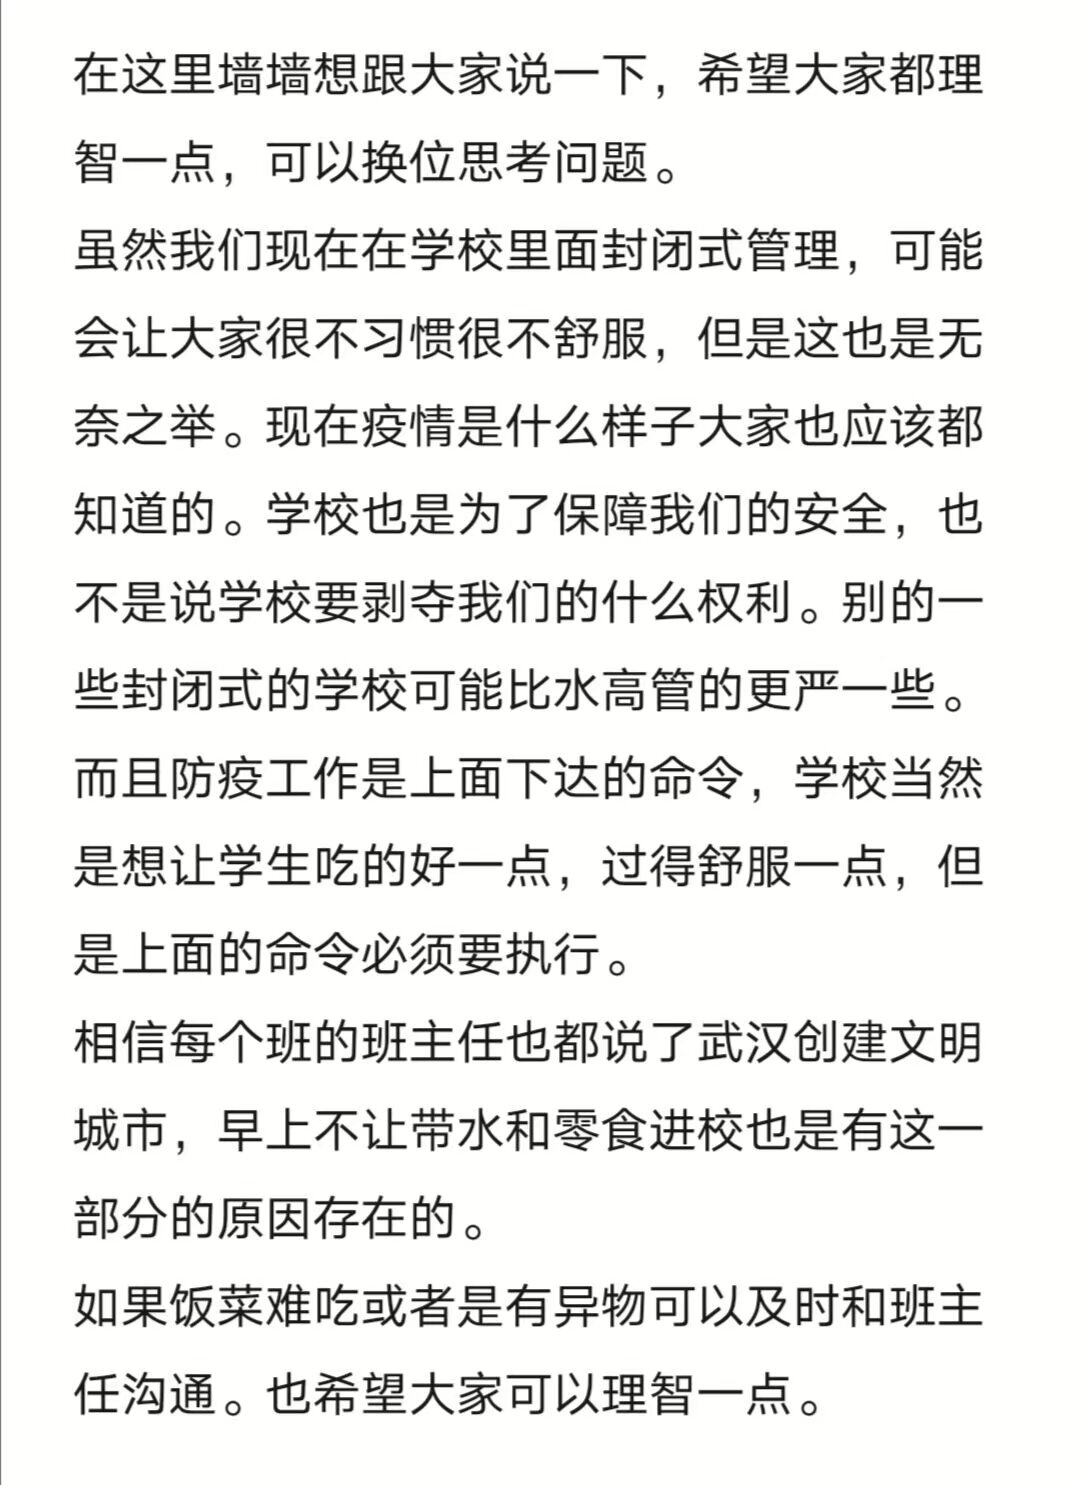 在这里墙墙想跟大家说一下，希望大家都理
智一点，可以换位思考问题。
虽然我们现在在学校里面封闭式管理，可能
会让大家很不习惯很不舒服，但是这也是无
奈之举。现在疫情是什么样子大家也应该都
知道的。学校也是为了保障我们的安全，也
不是说学校要剥夺我们的什么权利。别的一
些封闭式的学校可能比水高管的更严一些。
而且防疫工作是上面下达的命令，学校当然
是想让学生吃的好一点，过得舒服一点，但
是上面的命令必须要执行。
相信每个班的班主任也都说了武汉创建文明
城市，早上不让带水和零食进校也是有这一
部分的原因存在的。
如果饭菜难吃或者是有异物可以及时和班主
任沟通。也希望大家可以理智一点。